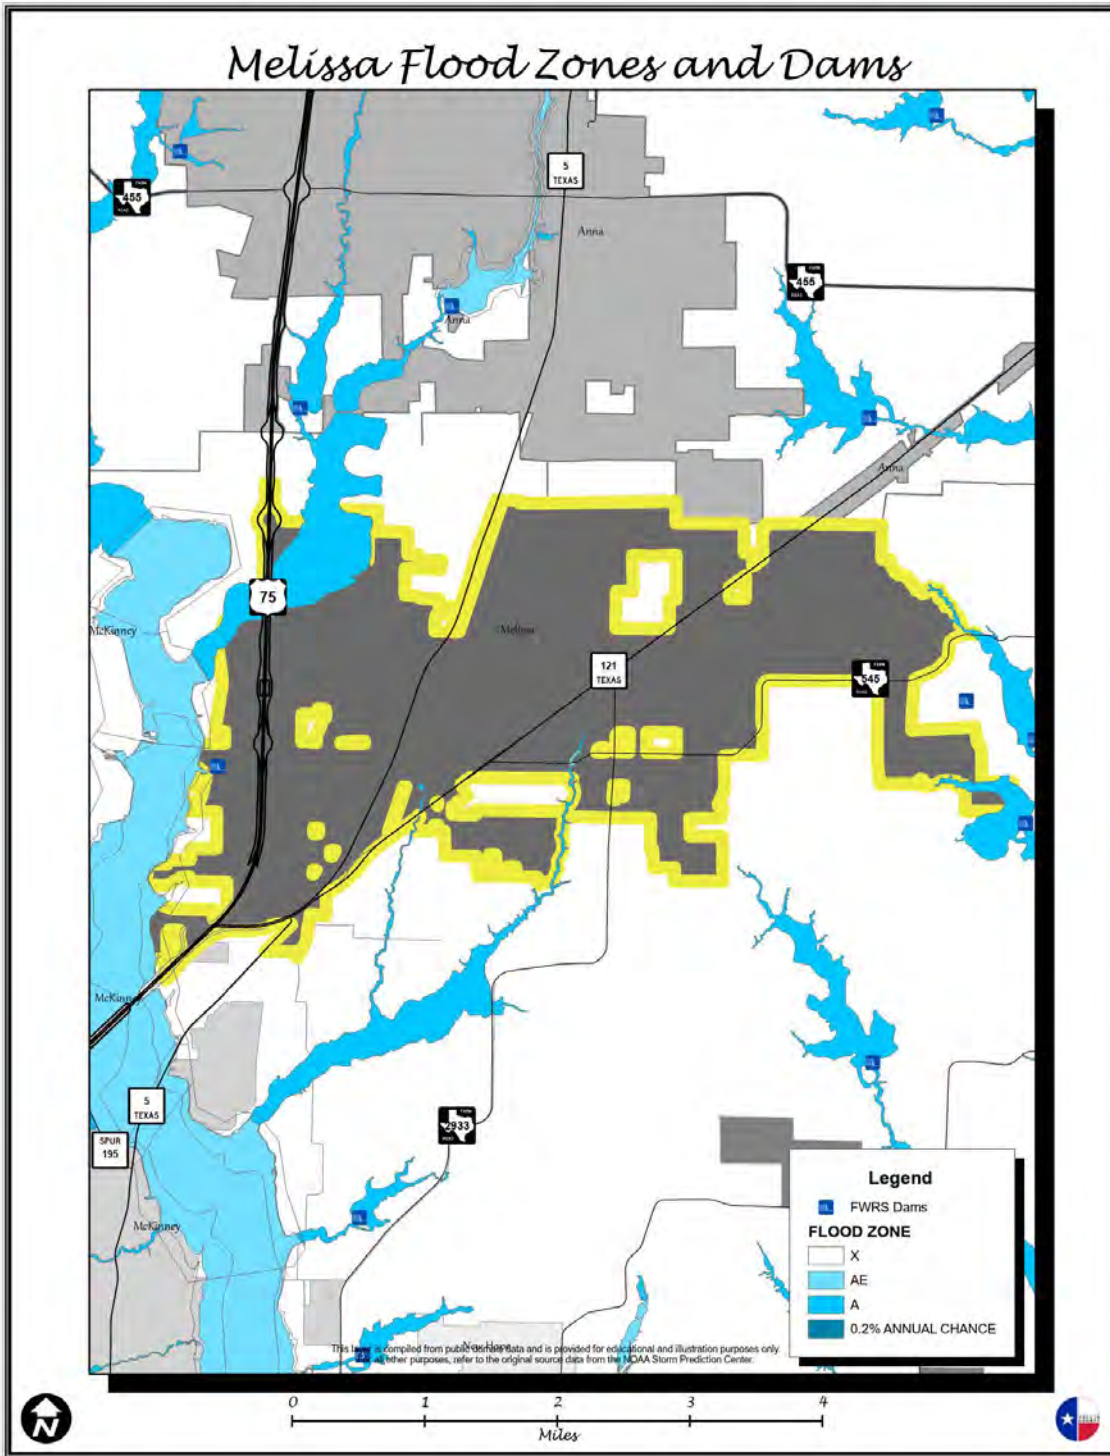 Melissa Flood Zones and Dams
5
TEXAS
455
Anna
455
Anna
Anna
75
McKinney
Melissa
121
TEXAS
545
McKinney
5
TEXAS
SPUR
195
2933
McKinney
Legend
FWRS Dams
FLOOD ZONE
X
AE
A
0.2% ANNUAL CHANCE
New Hope
This layer is compiled from public domain data and is provided for educational and illustration purposes only.
For all other purposes, refer to the original source data from the NOAA Storm Prediction Center.
N
0 1 2 3 4
Miles